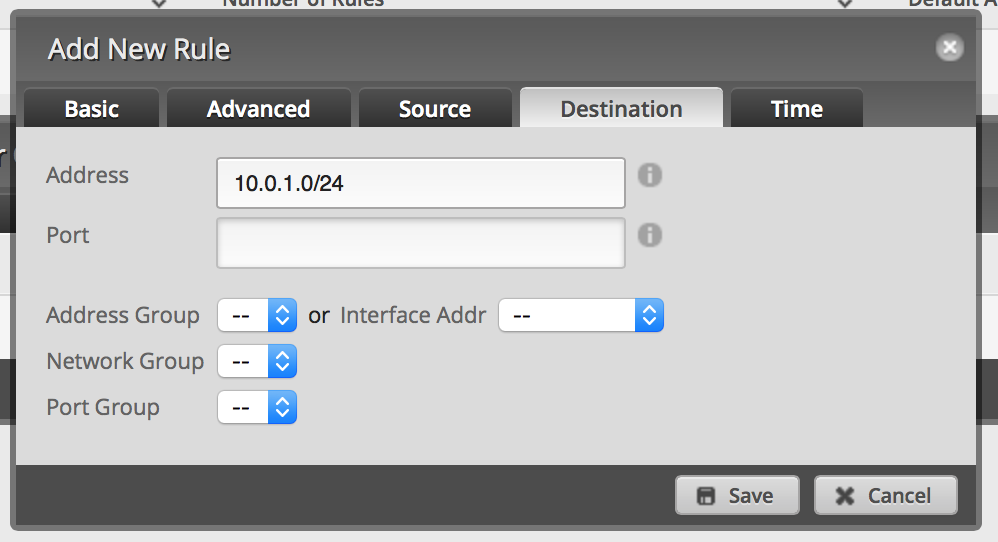 Number of Rules
Add New Rule
Basic Advanced Source Destination Time
Address 10.0.1.0/24
Port
Address Group -- or Interface Addr --
Network Group --
Port Group --
Save Cancel